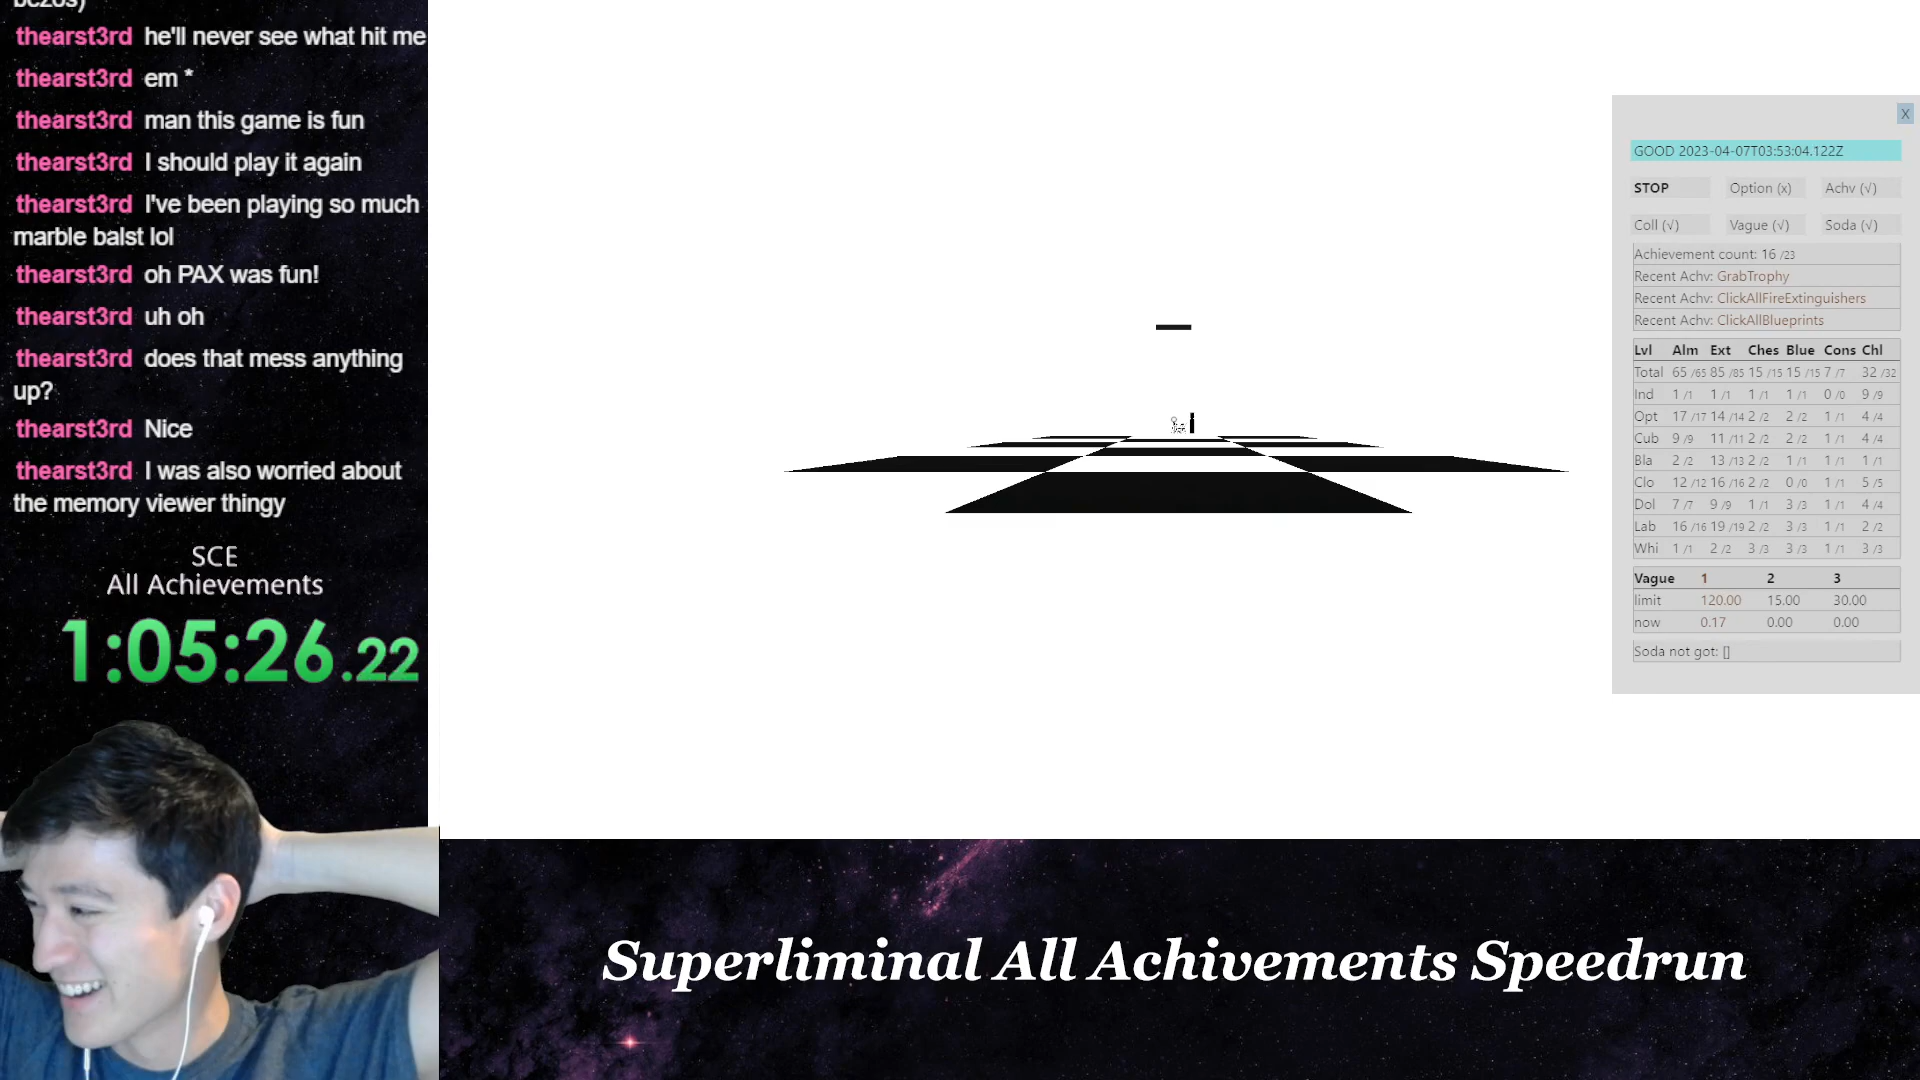 bezos)
thearst3rd he'll never see what hit me
thearst3rd em *
thearst3rd man this game is fun
thearst3rd I should play it again
thearst3rd I've been playing so much
marble balst lol
thearst3rd oh PAX was fun!
thearst3rd uh oh
thearst3rd does that mess anything
up?
thearst3rd Nice
thearst3rd I was also worried about
the memory viewer thingy
SCE
All Achievements
1:05:26.22
X
GOOD 2023-04-07T03:53:04.122Z
STOP Option (x) Achv (√)
Coll (√) Vague (√) Soda (√)
Achievement count: 16 /23
Recent Achv: GrabTrophy
Recent Achv: ClickAllFireExtinguishers
Recent Achv: ClickAllBlueprints
Lvl Alm Ext Ches Blue Cons Chl
Total 65 /65 85 /85 15 /15 15 /15 7 /7 32 /32
Ind 1 /1 1 /1 1 /1 1 /1 0 /0 9 /9
Opt 17 /17 14 /14 2 /2 2 /2 1 /1 4 /4
Cub 9 /9 11 /11 2 /2 2 /2 1 /1 4 /4
Bla 2 /2 13 /13 2 /2 1 /1 1 /1 1 /1
Clo 12 /12 16 /16 2 /2 0 /0 1 /1 5 /5
Dol 7 /7 9 /9 1 /1 3 /3 1 /1 4 /4
Lab 16 /16 19 /19 2 /2 3 /3 1 /1 2 /2
Whi 1 /1 2 /2 3 /3 3 /3 1 /1 3 /3
Vague 1 2 3
limit 120.00 15.00 30.00
now 0.17 0.00 0.00
Soda not got: []
Superliminal All Achivements Speedrun